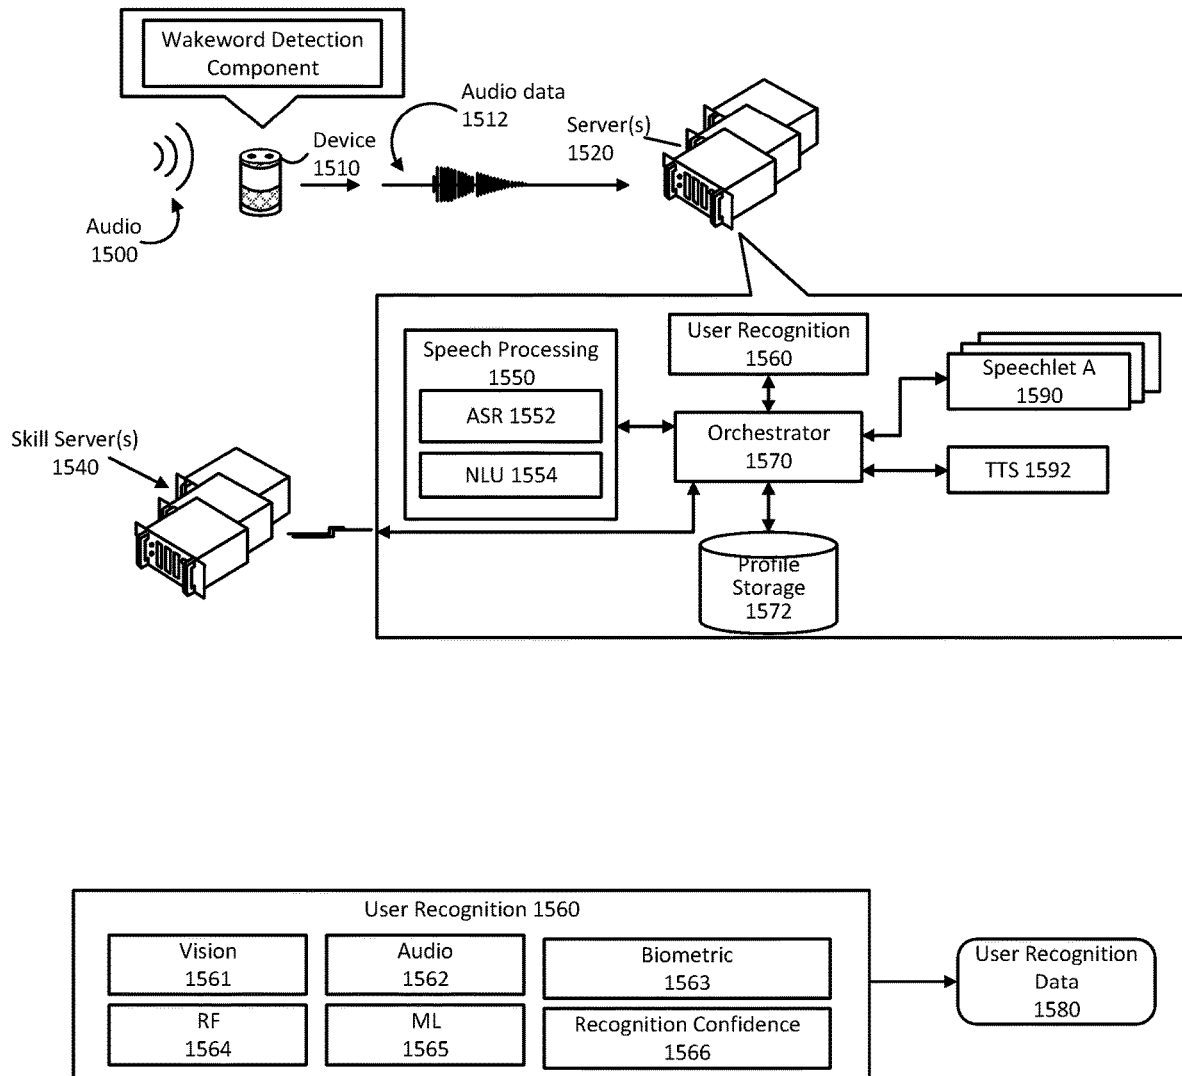 Wakeword Detection
Component
Audio data
1512
Server(s)
1520
Device
1510
Audio
1500
User Recognition
1560
Speech Processing
1550
ASR 1552
NLU 1554
Orchestrator
1570
Speechlet A
1590
TTS 1592
Skill Server(s)
1540
Profile
Storage
1572
User Recognition 1560
Vision
1561
Audio
1562
Biometric
1563
RF
1564
ML
1565
Recognition Confidence
1566
User Recognition
Data
1580